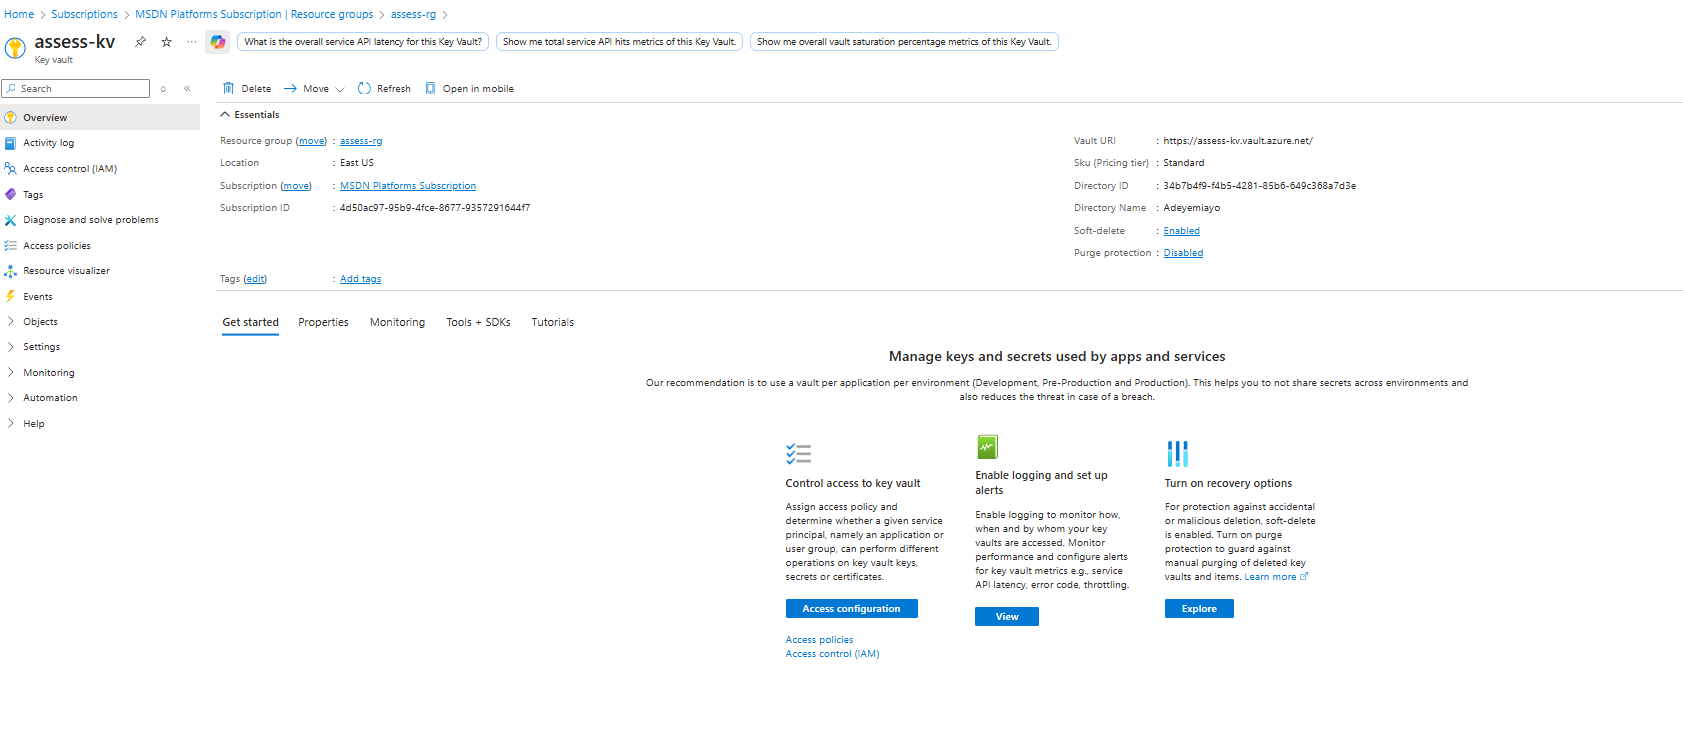 Home > Subscriptions > MSDN Platforms Subscription | Resource groups > assess-rg >
assess-kv
Key vault
What is the overall service API latency for this Key Vault?
Show me total service API hits metrics of this Key Vault.
Show me overall vault saturation percentage metrics of this Key Vault.
Search
Overview
Activity log
Access control (IAM)
Tags
Diagnose and solve problems
Access policies
Resource visualizer
Events
Objects
Settings
Monitoring
Automation
Help
Delete
Move
Refresh
Open in mobile
Essentials
Resource group (move) : assess-rg
Location : East US
Subscription (move) : MSDN Platforms Subscription
Subscription ID : 4d50ac97-95b9-4fce-8677-9357291644f7
Vault URI : https://assess-kv.vault.azure.net/
Sku (Pricing tier) : Standard
Directory ID : 34b7b4f9-f4b5-4281-85b6-649c368a7d3e
Directory Name : Adeyemiayo
Soft-delete : Enabled
Purge protection : Disabled
Tags (edit) : Add tags
Get started
Properties
Monitoring
Tools + SDKs
Tutorials
Manage keys and secrets used by apps and services
Our recommendation is to use a vault per application per environment (Development, Pre-Production and Production). This helps you to not share secrets across environments and
also reduces the threat in case of a breach.
Control access to key vault
Assign access policy and
determine whether a given service
principal, namely an application or
user group, can perform different
operations on key vault keys,
secrets or certificates.
Access configuration
Access policies
Access control (IAM)
Enable logging and set up
alerts
Enable logging to monitor how,
when and by whom your key
vaults are accessed. Monitor
performance and configure alerts
for key vault metrics e.g., service
API latency, error code, throttling.
View
Turn on recovery options
For protection against accidental
or malicious deletion, soft-delete
is enabled. Turn on purge
protection to guard against
manual purging of deleted key
vaults and items. Learn more
Explore